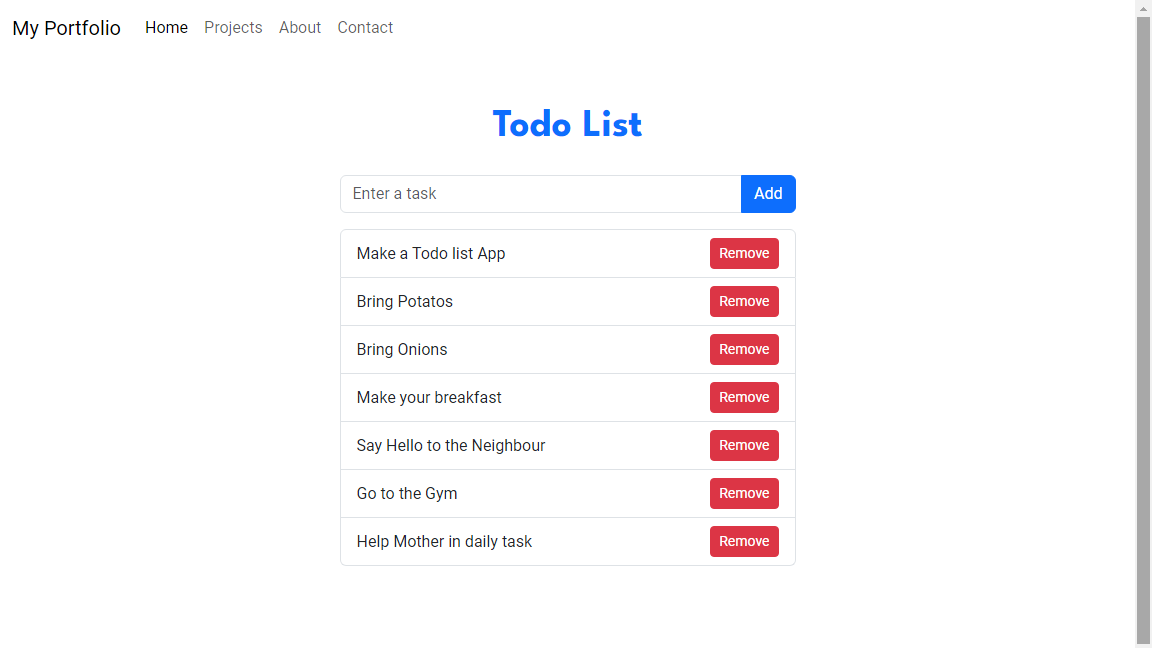 My Portfolio Home Projects About Contact
Todo List
Enter a task Add
Make a Todo list App Remove
Bring Potatos Remove
Bring Onions Remove
Make your breakfast Remove
Say Hello to the Neighbour Remove
Go to the Gym Remove
Help Mother in daily task Remove